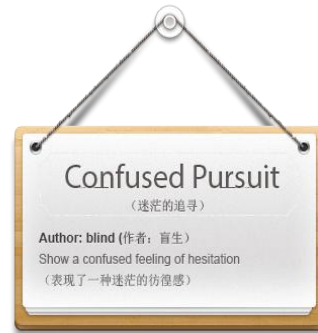 Confused Pursuit
（迷茫的追寻）
Author: blind (作者：盲生）
Show a confused feeling of hesitation
（表现了一种迷茫的彷徨感）